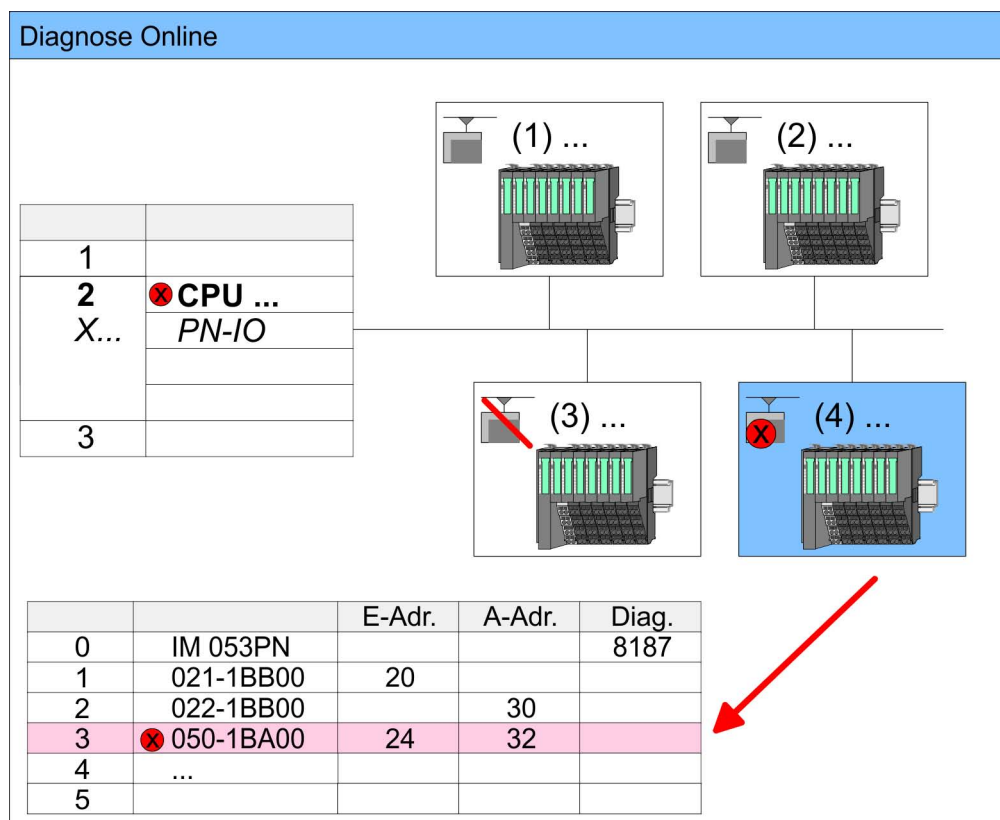 Diagnose Online
(1) ...
(2) ...
1
2 X CPU ...
X... PN-IO
3
(3) ...
X (4) ...
E-Adr. A-Adr. Diag.
0 IM 053PN 8187
1 021-1BB00 20
2 022-1BB00 30
3 X 050-1BA00 24 32
4 ...
5